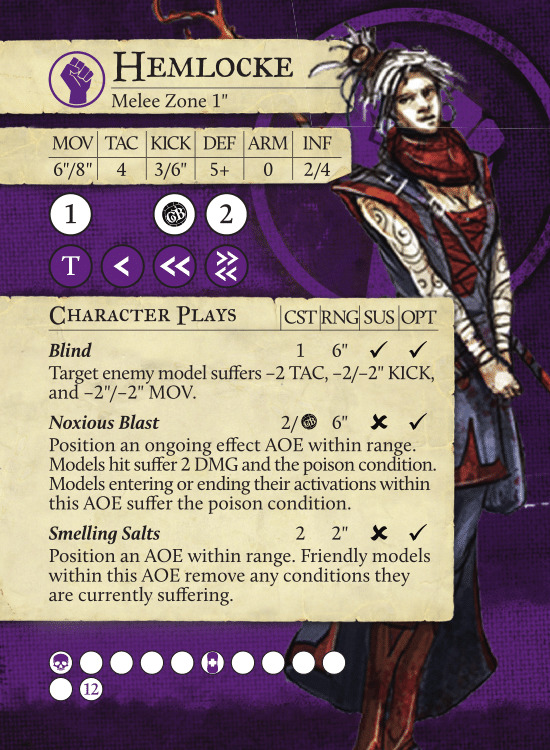 HEMLOCKE
Melee Zone 1"
MOV TAC KICK DEF ARM INF
6"/8" 4 3/6" 5+ 0 2/4
1 GB 2
T < << >> <<
CHARACTER PLAYS CST RNG SUS OPT
Blind 1 6" ✓ ✓
Target enemy model suffers –2 TAC, –2/–2" KICK,
and –2"/–2" MOV.
Noxious Blast 2/GB 6" ✘ ✓
Position an ongoing effect AOE within range.
Models hit suffer 2 DMG and the poison condition.
Models entering or ending their activations within
this AOE suffer the poison condition.
Smelling Salts 2 2" ✘ ✓
Position an AOE within range. Friendly models
within this AOE remove any conditions they
are currently suffering.
12